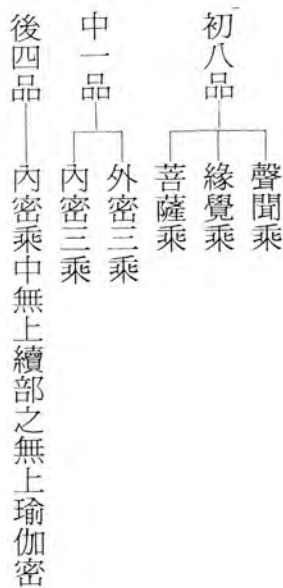 初八品
聲聞乘
緣覺乘
菩薩乘
中一品
外密三乘
內密三乘
後四品
內密乘中無上續部之無上瑜伽密